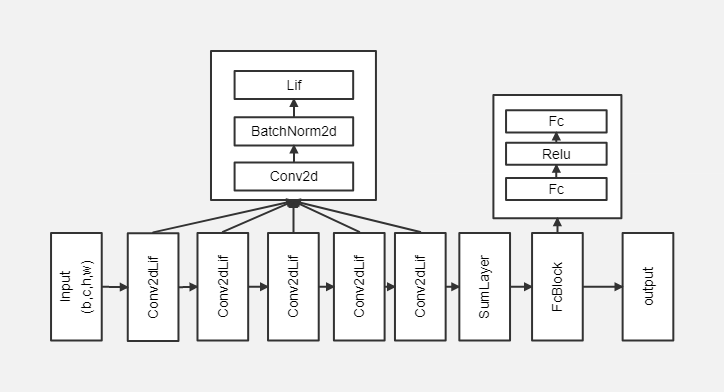 Lif
BatchNorm2d
Conv2d
Fc
Relu
Fc
Input
(b,c,h,w)
Conv2dLif
Conv2dLif
Conv2dLif
Conv2dLif
Conv2dLif
SumLayer
FcBlock
output